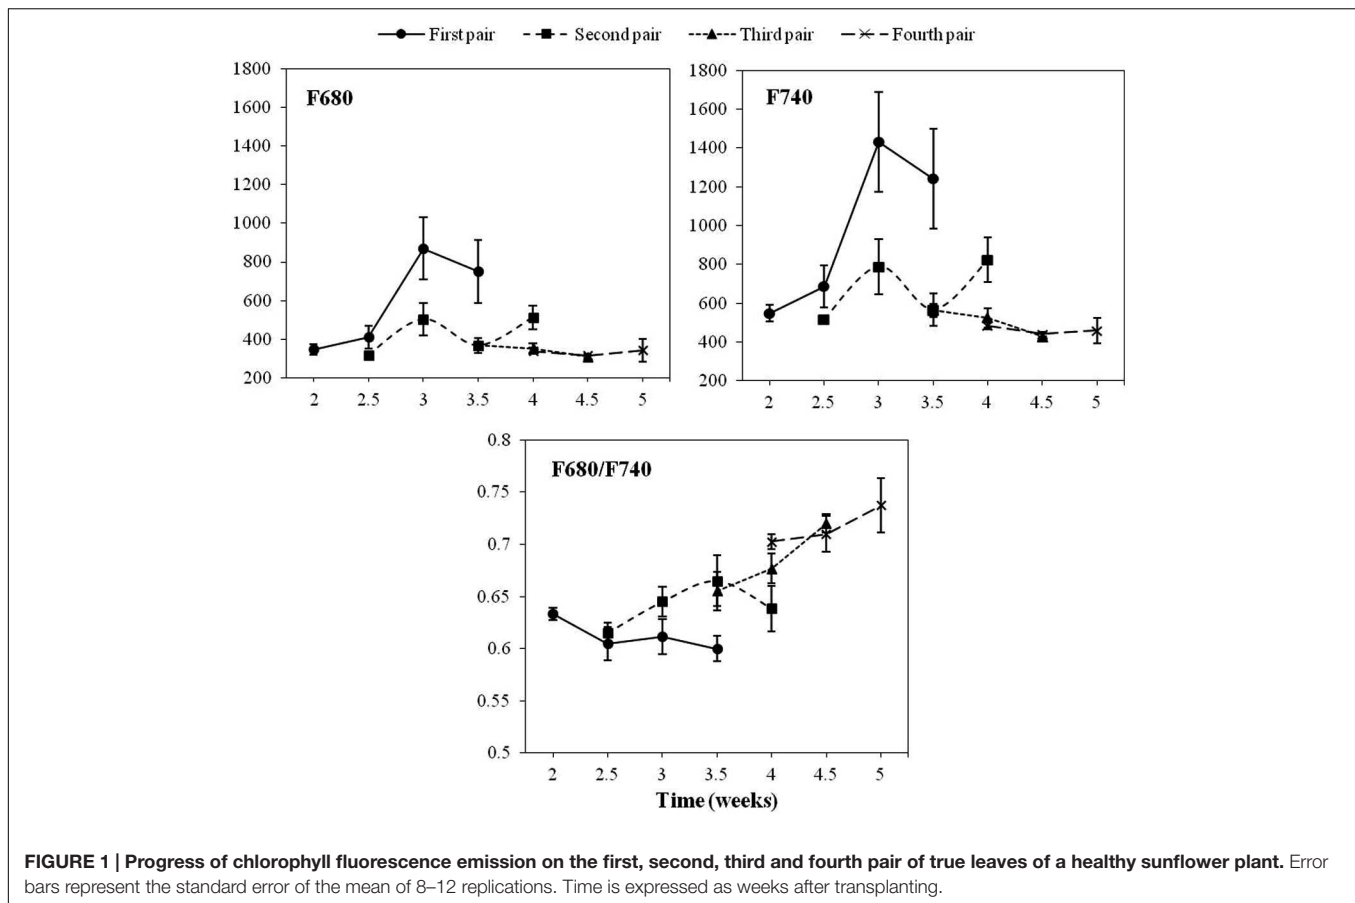 First pair Second pair Third pair Fourth pair
F680
1800
1600
1400
1200
1000
800
600
400
200
2 2.5 3 3.5 4 4.5 5
F740
1800
1600
1400
1200
1000
800
600
400
200
2 2.5 3 3.5 4 4.5 5
F680/F740
0.8
0.75
0.7
0.65
0.6
0.55
0.5
2 2.5 3 3.5 4 4.5 5
Time (weeks)
FIGURE 1 | Progress of chlorophyll fluorescence emission on the first, second, third and fourth pair of true leaves of a healthy sunflower plant. Error
bars represent the standard error of the mean of 8–12 replications. Time is expressed as weeks after transplanting.